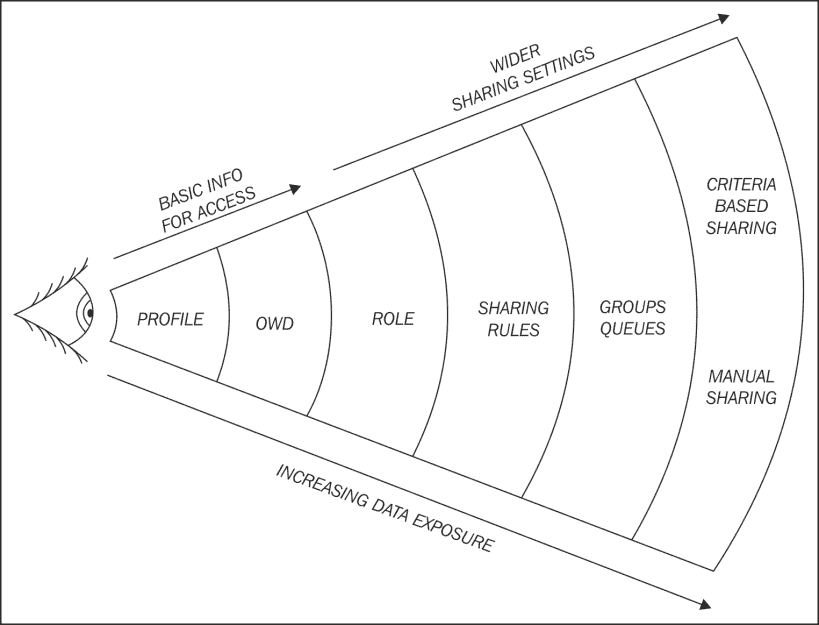 WIDER
SHARING SETTINGS
BASIC INFO
FOR ACCESS
PROFILE
OWD
ROLE
SHARING
RULES
GROUPS
QUEUES
CRITERIA
BASED
SHARING
MANUAL
SHARING
INCREASING DATA EXPOSURE